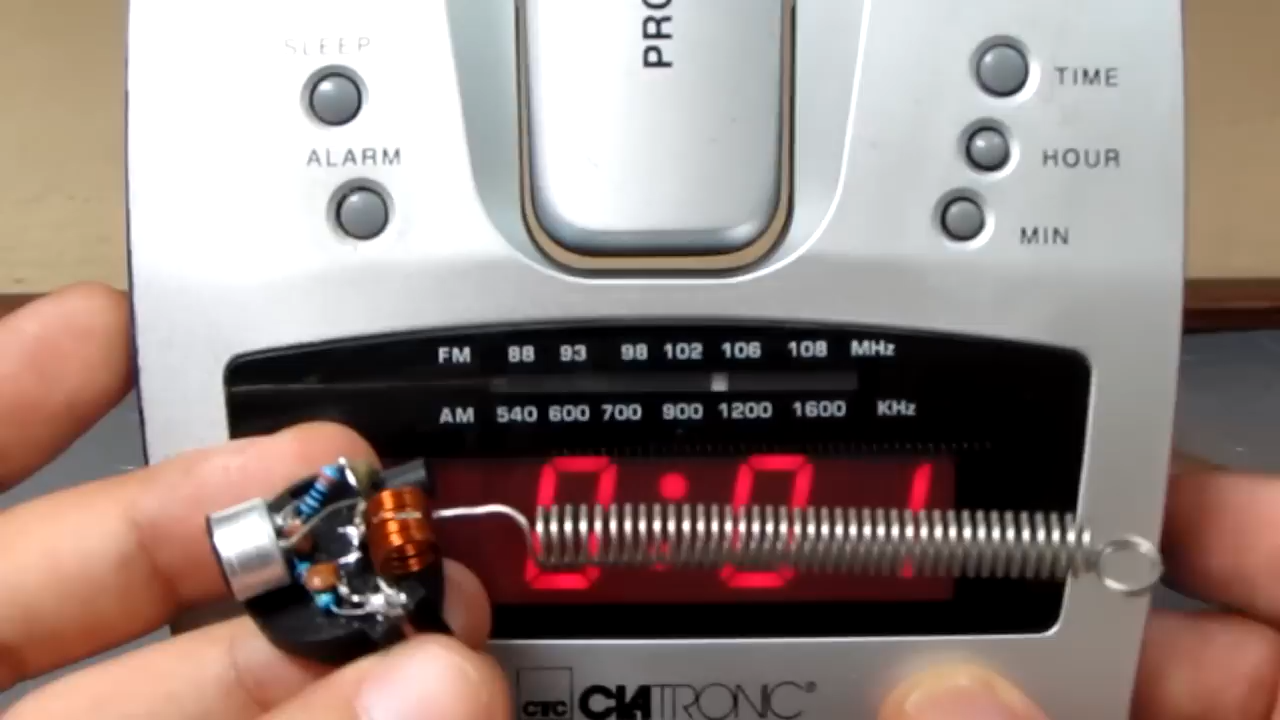 PRO
SLEEP
TIME
ALARM
HOUR
MIN
FM 88 93 98 102 106 108 MHz
AM 540 600 700 900 1200 1600 KHz
0:01
CTC CLATRONIC®